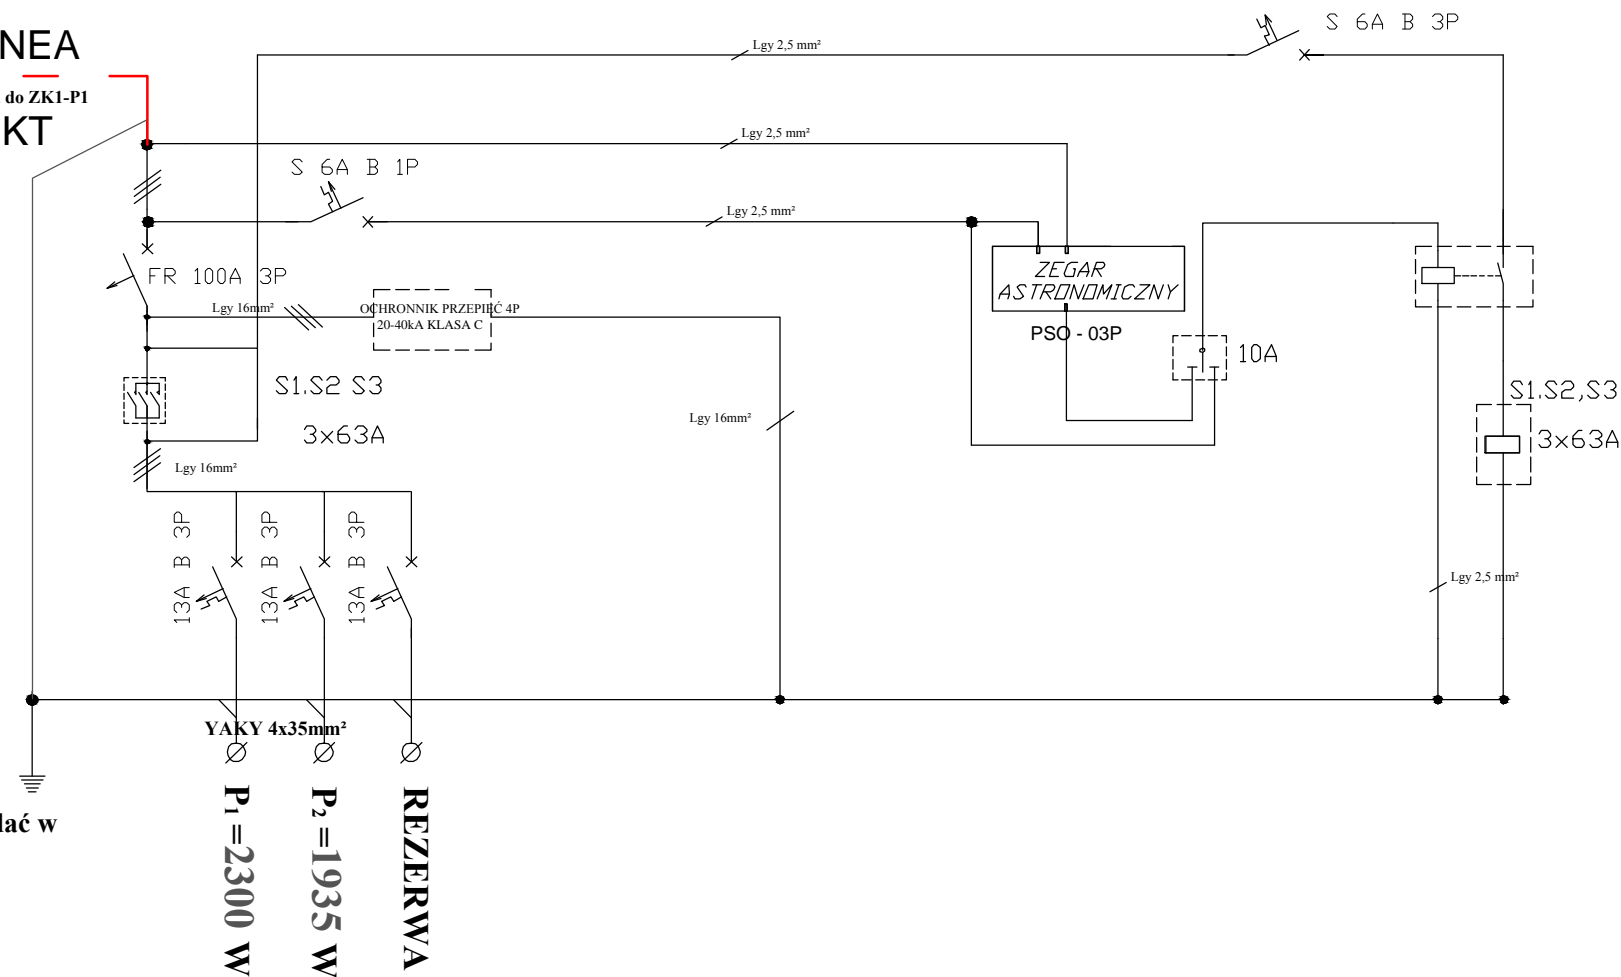 NEA
do ZK1-P1
KT
S 6A B 3P
Lgy 2,5 mm²
Lgy 2,5 mm²
S 6A B 1P
Lgy 2,5 mm²
FR 100A 3P
Lgy 16mm²
OCHRONNIK PRZEPIĘĆ 4P
20-40kA KLASA C
ZEGAR
ASTRONOMICZNY
PSO - 03P
10A
S1.S2 S3
3x63A
Lgy 16mm²
Lgy 16mm²
S1.S2,S3
3x63A
13A B 3P
13A B 3P
13A B 3P
Lgy 2,5 mm²
YAKY 4x35mm²
P₁ =2300 W
P₂ =1935 W
REZERWA
łać w